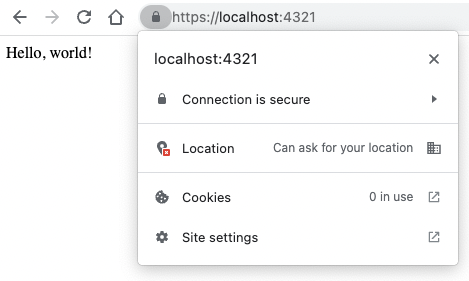 https://localhost:4321
Hello, world!
localhost:4321
Connection is secure
Location Can ask for your location
Cookies 0 in use
Site settings